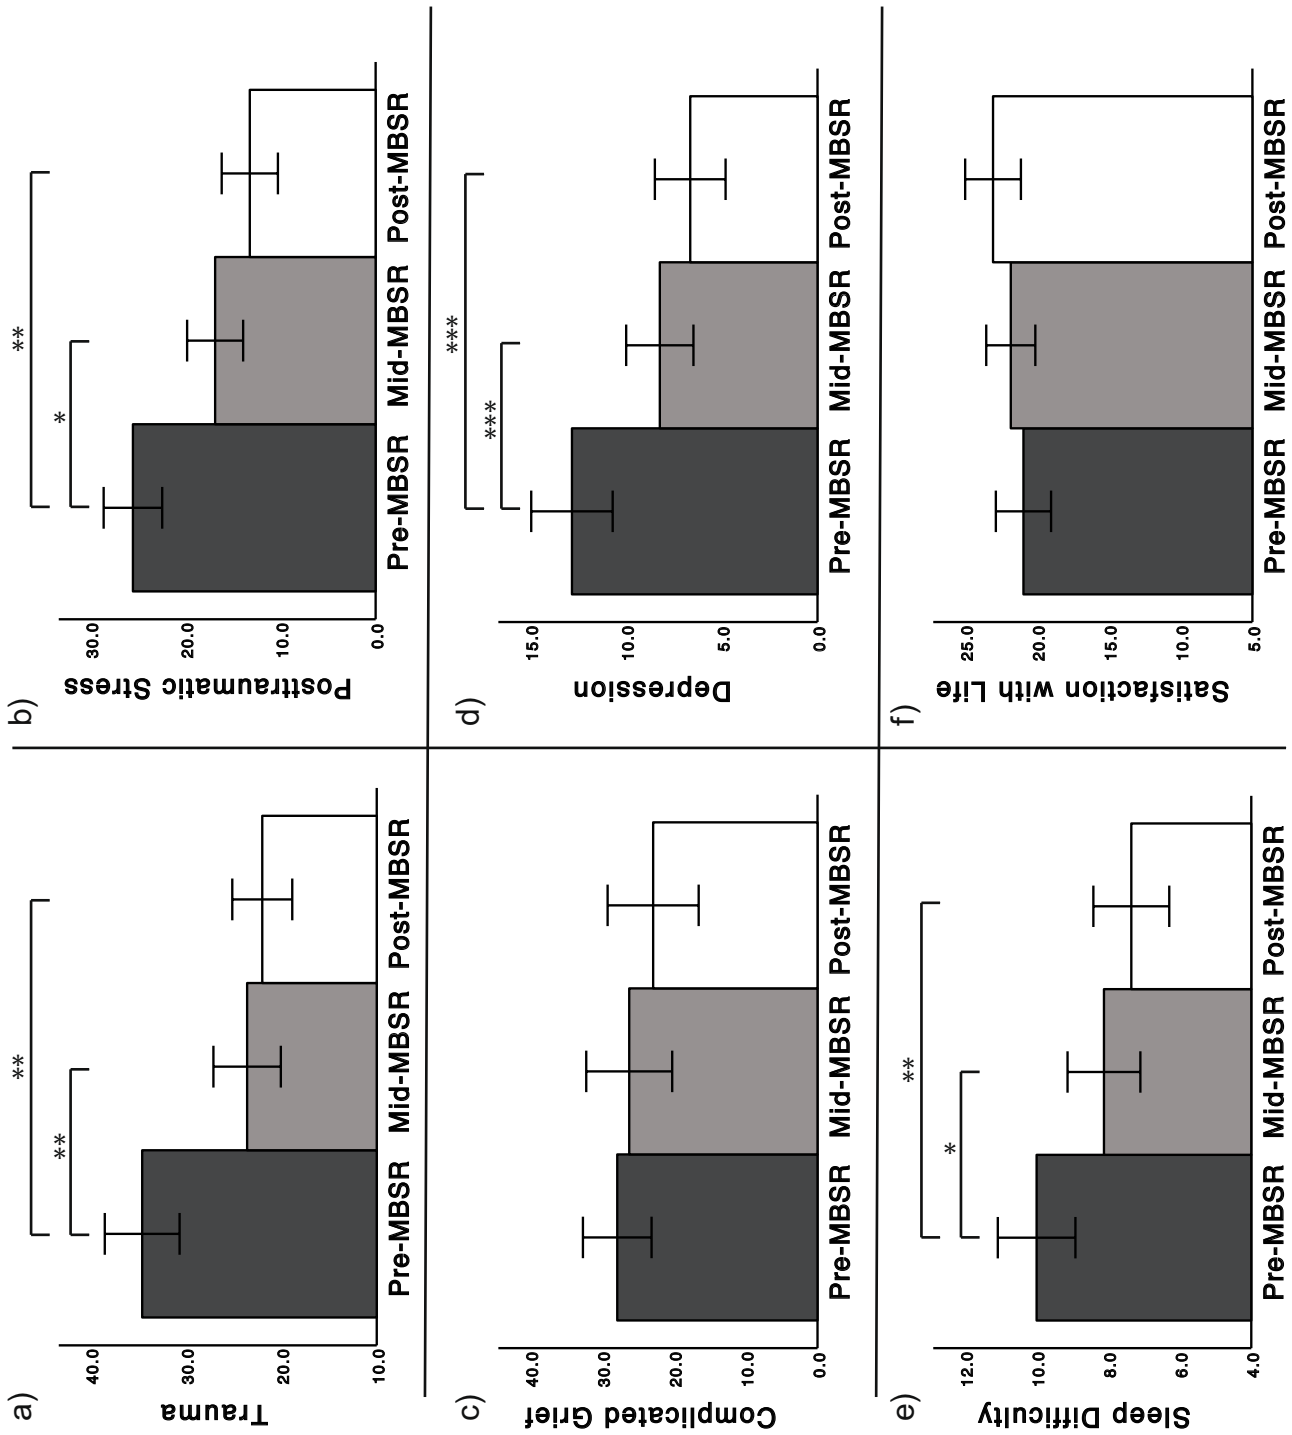 a)
Trauma
40.0
30.0
20.0
10.0
**
**
Pre-MBSR Mid-MBSR Post-MBSR
b)
Posttraumatic Stress
30.0
20.0
10.0
0.0
**
*
Pre-MBSR Mid-MBSR Post-MBSR
c)
Complicated Grief
40.0
30.0
20.0
10.0
0.0
Pre-MBSR Mid-MBSR Post-MBSR
d)
Depression
15.0
10.0
5.0
0.0
***
***
Pre-MBSR Mid-MBSR Post-MBSR
e)
Sleep Difficulty
12.0
10.0
8.0
6.0
4.0
**
*
Pre-MBSR Mid-MBSR Post-MBSR
f)
Satisfaction with Life
25.0
20.0
15.0
10.0
5.0
Pre-MBSR Mid-MBSR Post-MBSR